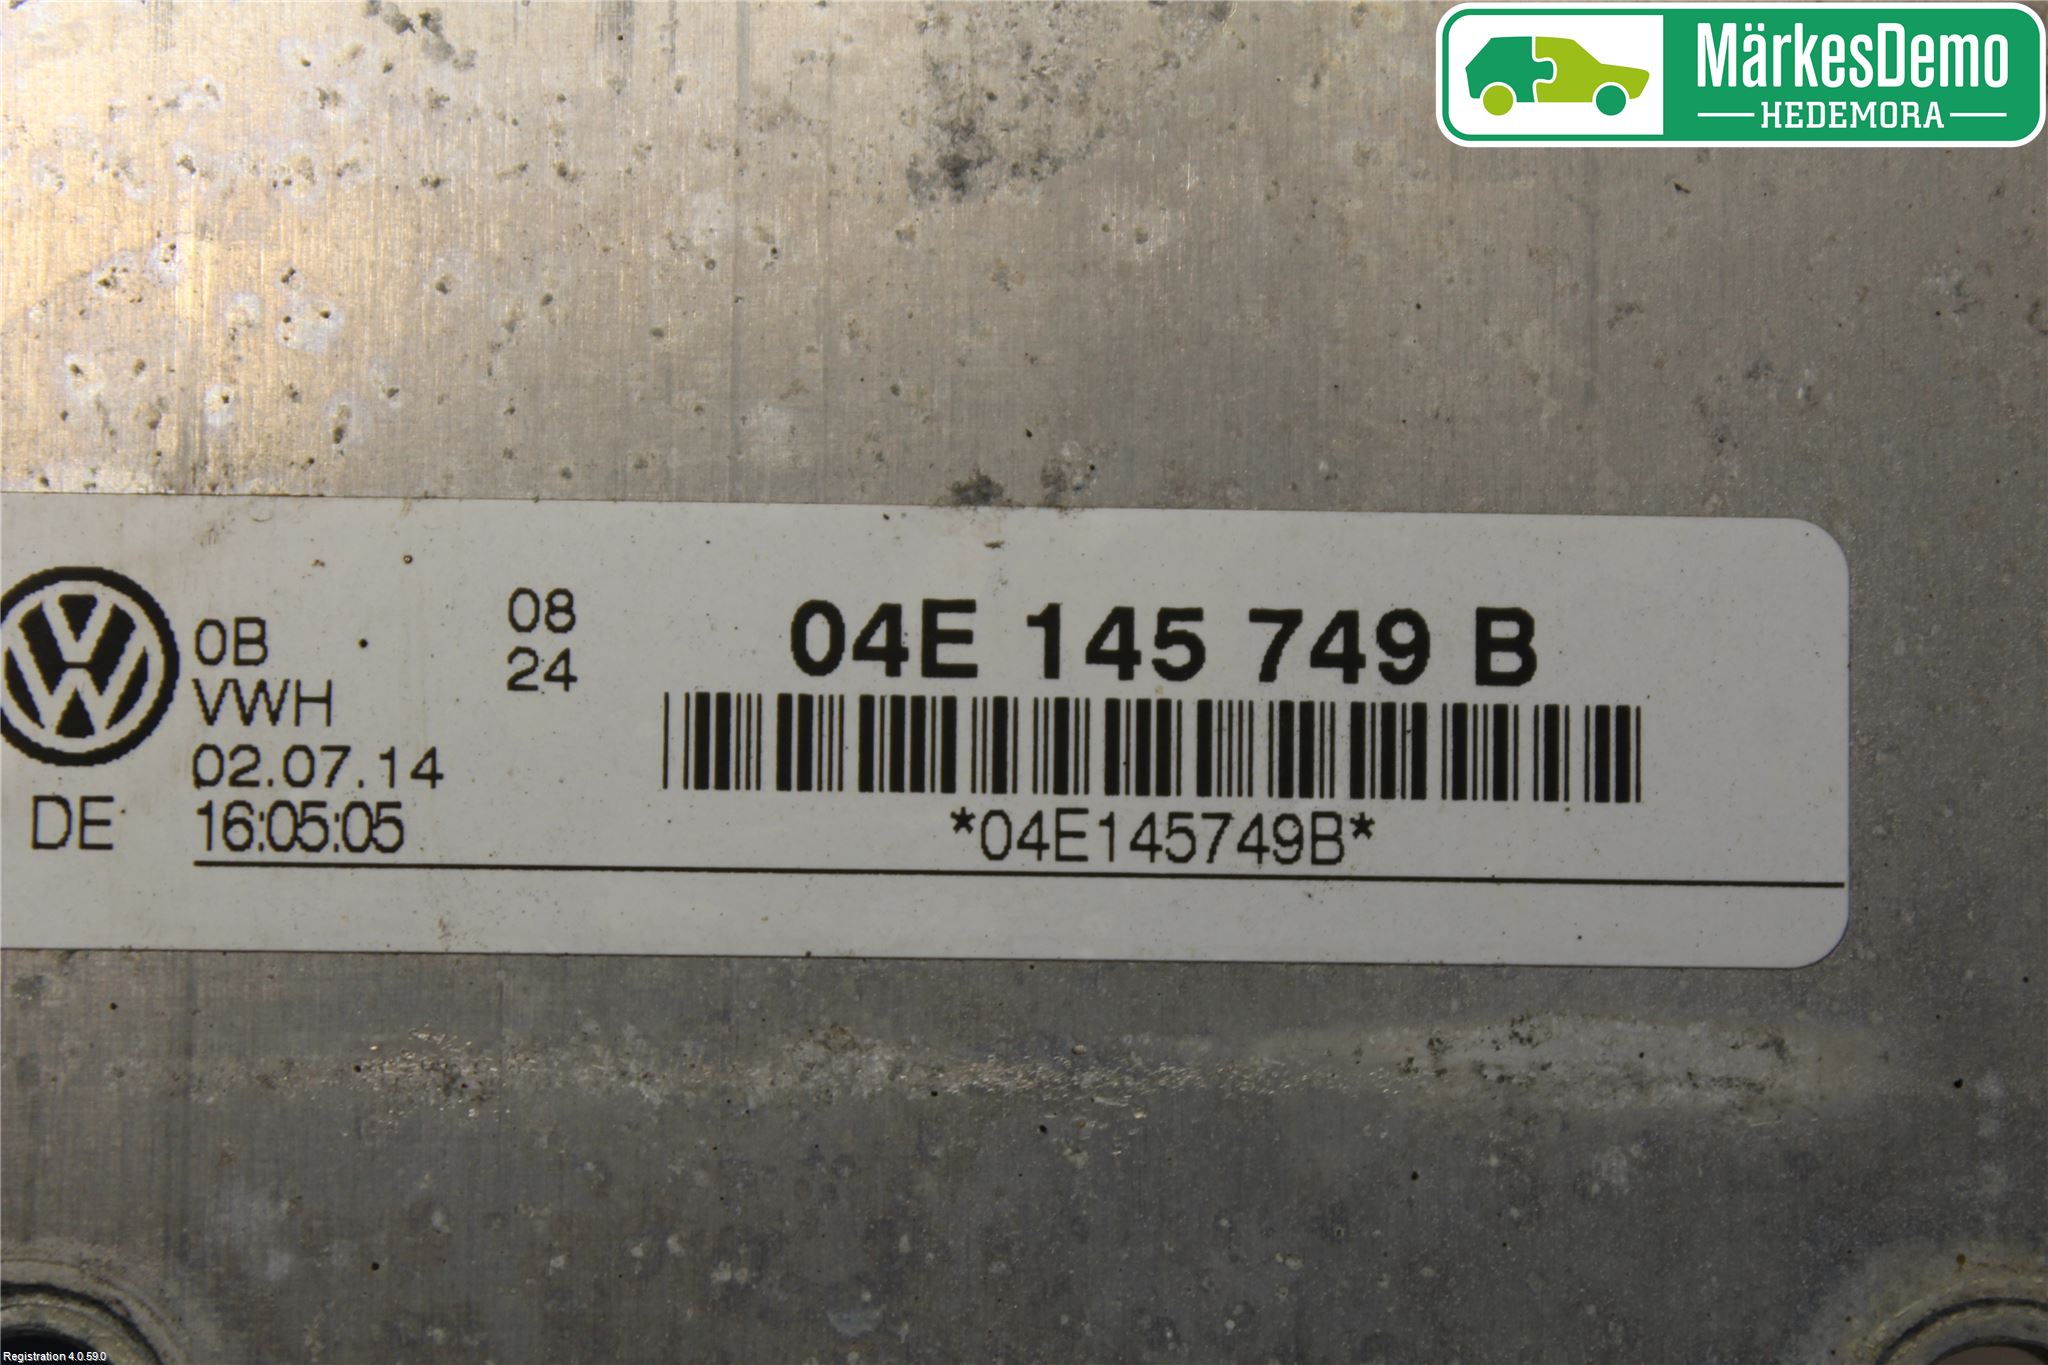 MärkesDemo
HEDEMORA
0B
VWH
02.07.14
16:05:05
DE
08
24
04E 145 749 B
*04E145749B*
Registration 4.0.59.0